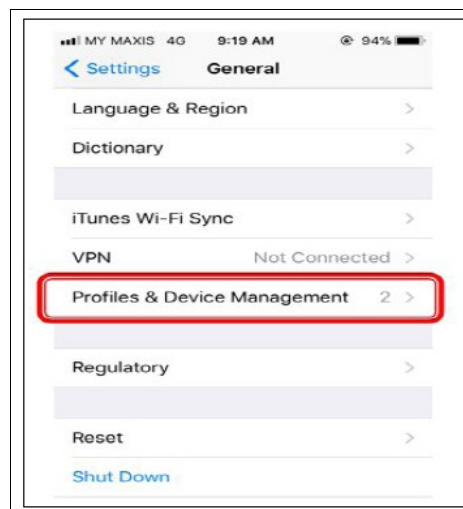 MY MAXIS 4G 9:19 AM 94%
Settings General
Language & Region
Dictionary
iTunes Wi-Fi Sync
VPN Not Connected
Profiles & Device Management 2
Regulatory
Reset
Shut Down